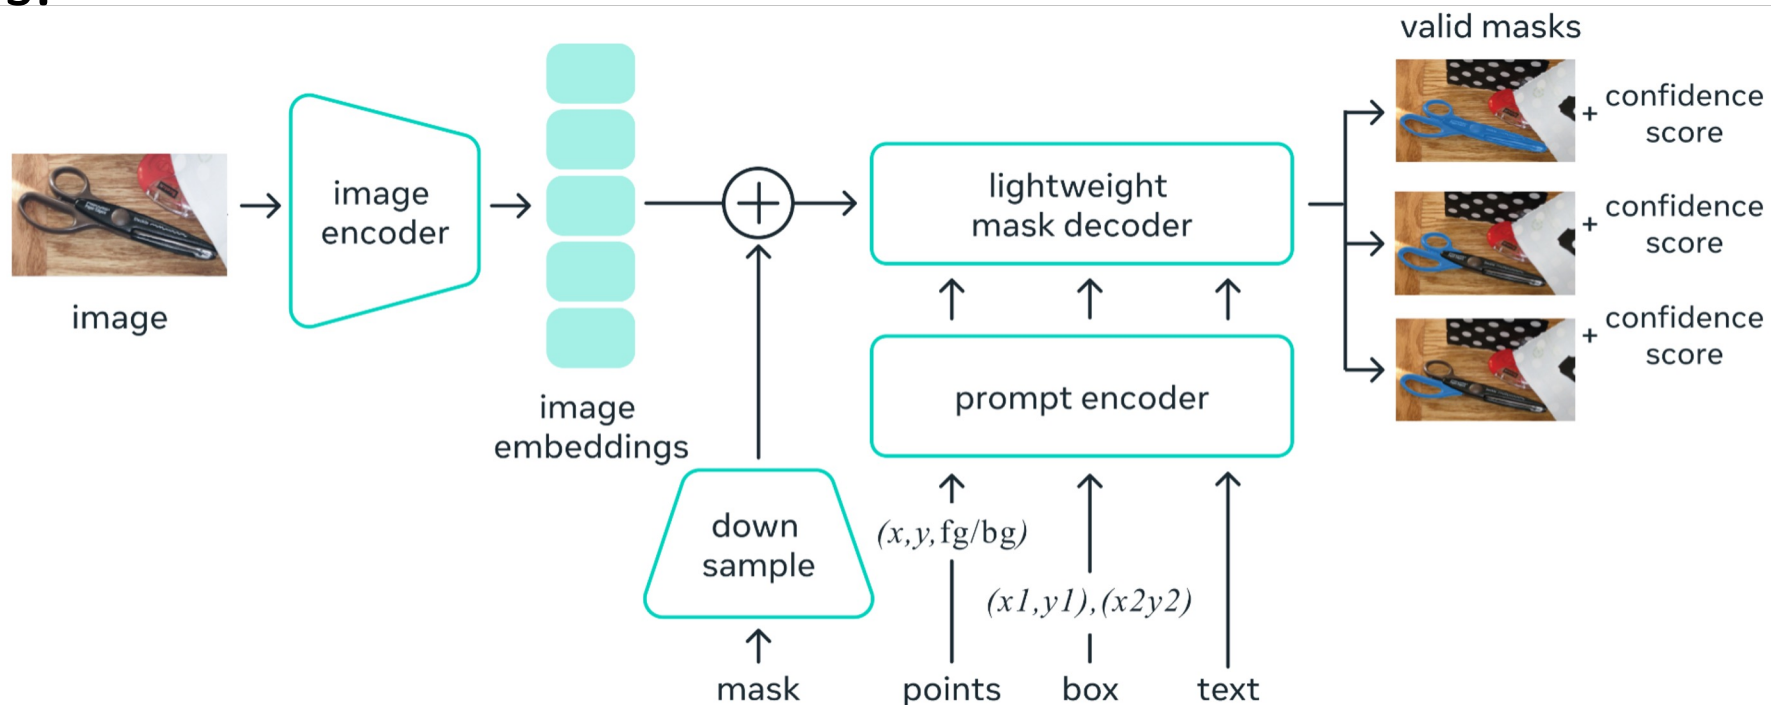 valid masks
confidence
score
+
image
encoder
image
image
embeddings
lightweight
mask decoder
confidence
score
+
prompt encoder
confidence
score
+
down
sample
(x,y,fg/bg)
(x1,y1),(x2y2)
mask
points
box
text